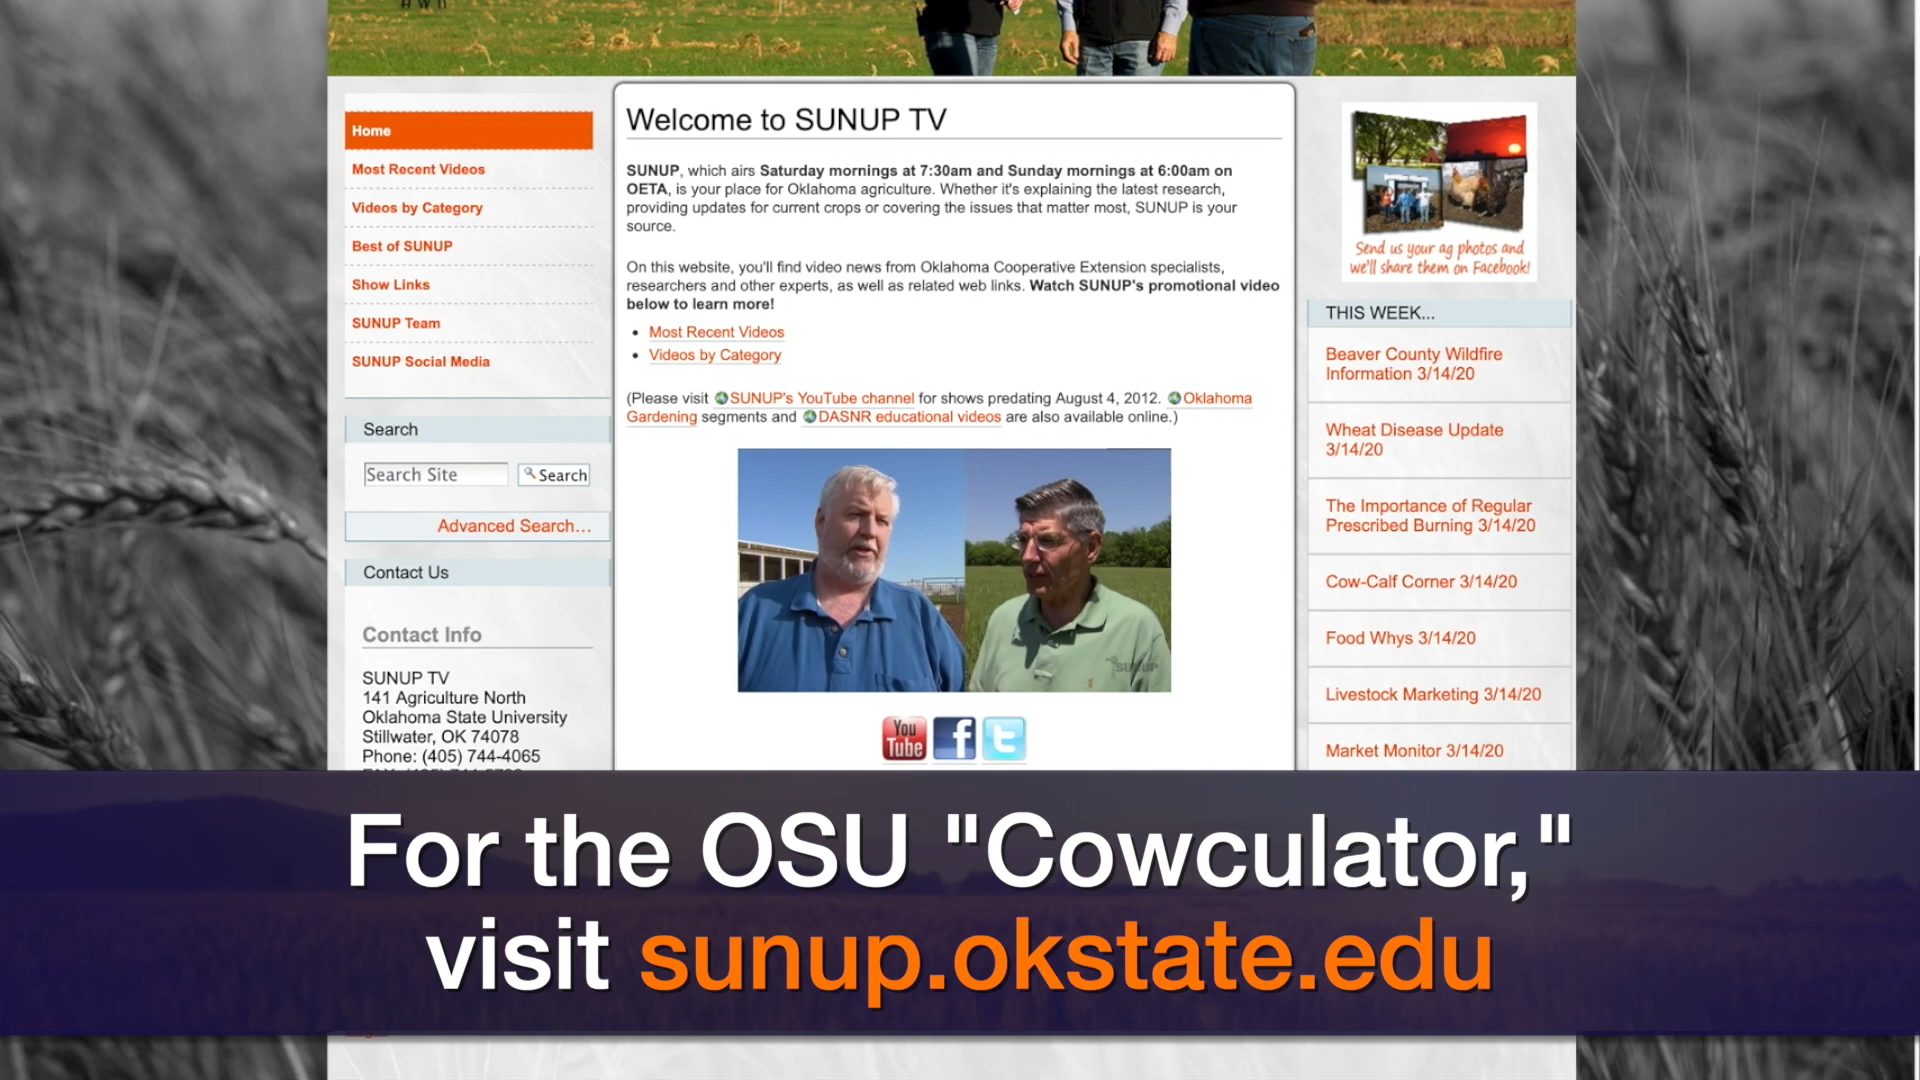 Home
Most Recent Videos
Videos by Category
Best of SUNUP
Show Links
SUNUP Team
SUNUP Social Media
Search
Search Site
Search
Advanced Search...
Contact Us
Contact Info
SUNUP TV
141 Agriculture North
Oklahoma State University
Stillwater, OK 74078
Phone: (405) 744-4065
Welcome to SUNUP TV
SUNUP, which airs Saturday mornings at 7:30am and Sunday mornings at 6:00am on
OETA, is your place for Oklahoma agriculture. Whether it's explaining the latest research,
providing updates for current crops or covering the issues that matter most, SUNUP is your
source.
On this website, you'll find video news from Oklahoma Cooperative Extension specialists,
researchers and other experts, as well as related web links. Watch SUNUP's promotional video
below to learn more!
• Most Recent Videos
• Videos by Category
(Please visit SUNUP's YouTube channel for shows predating August 4, 2012. Oklahoma
Gardening segments and DASNR educational videos are also available online.)
SUNUP
You
Tube
f
t
Send us your ag photos and
we'll share them on Facebook!
THIS WEEK...
Beaver County Wildfire
Information 3/14/20
Wheat Disease Update
3/14/20
The Importance of Regular
Prescribed Burning 3/14/20
Cow-Calf Corner 3/14/20
Food Whys 3/14/20
Livestock Marketing 3/14/20
Market Monitor 3/14/20
For the OSU "Cowculator,"
visit sunup.okstate.edu